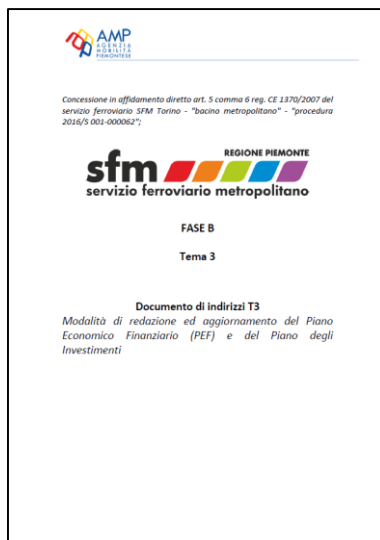 AMP
AGENZIA
MOBILITÀ
PIEMONTESE
Concessione in affidamento diretto art. 5 comma 6 reg. CE 1370/2007 del
servizio ferroviario SFM Torino - "bacino metropolitano" - "procedura
2016/S 001-000062";
REGIONE PIEMONTE
sfm
servizio ferroviario metropolitano
FASE B
Tema 3
Documento di indirizzi T3
Modalità di redazione ed aggiornamento del Piano
Economico Finanziario (PEF) e del Piano degli
Investimenti